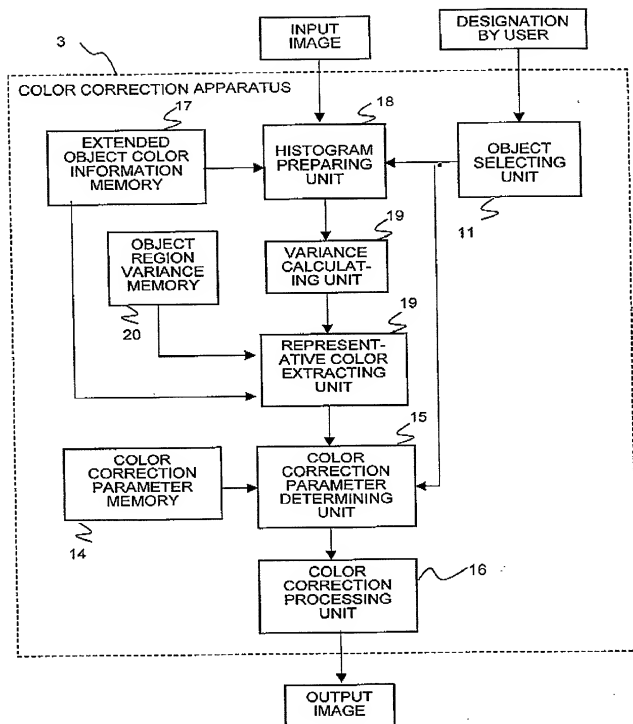 INPUT
IMAGE
DESIGNATION
BY USER
3
COLOR CORRECTION APPARATUS
17
EXTENDED
OBJECT COLOR
INFORMATION
MEMORY
18
HISTOGRAM
PREPARING
UNIT
OBJECT
SELECTING
UNIT
11
19
VARIANCE
CALCULAT-
ING UNIT
OBJECT
REGION
VARIANCE
MEMORY
20
19
REPRESENT-
ATIVE COLOR
EXTRACTING
UNIT
15
COLOR
CORRECTION
PARAMETER
MEMORY
14
COLOR
CORRECTION
PARAMETER
DETERMINING
UNIT
COLOR
CORRECTION
PROCESSING
UNIT
16
OUTPUT
IMAGE